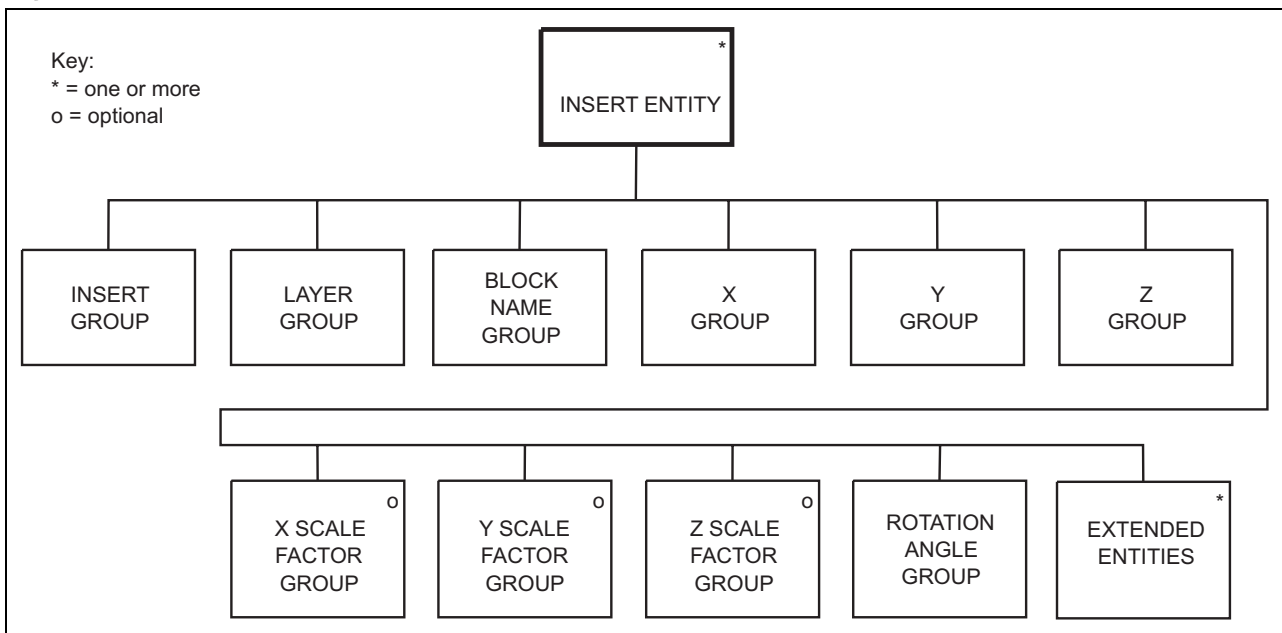 Key:
* = one or more
o = optional
*
INSERT ENTITY
INSERT
GROUP
LAYER
GROUP
BLOCK
NAME
GROUP
X
GROUP
Y
GROUP
Z
GROUP
o
X SCALE
FACTOR
GROUP
o
Y SCALE
FACTOR
GROUP
o
Z SCALE
FACTOR
GROUP
ROTATION
ANGLE
GROUP
*
EXTENDED
ENTITIES